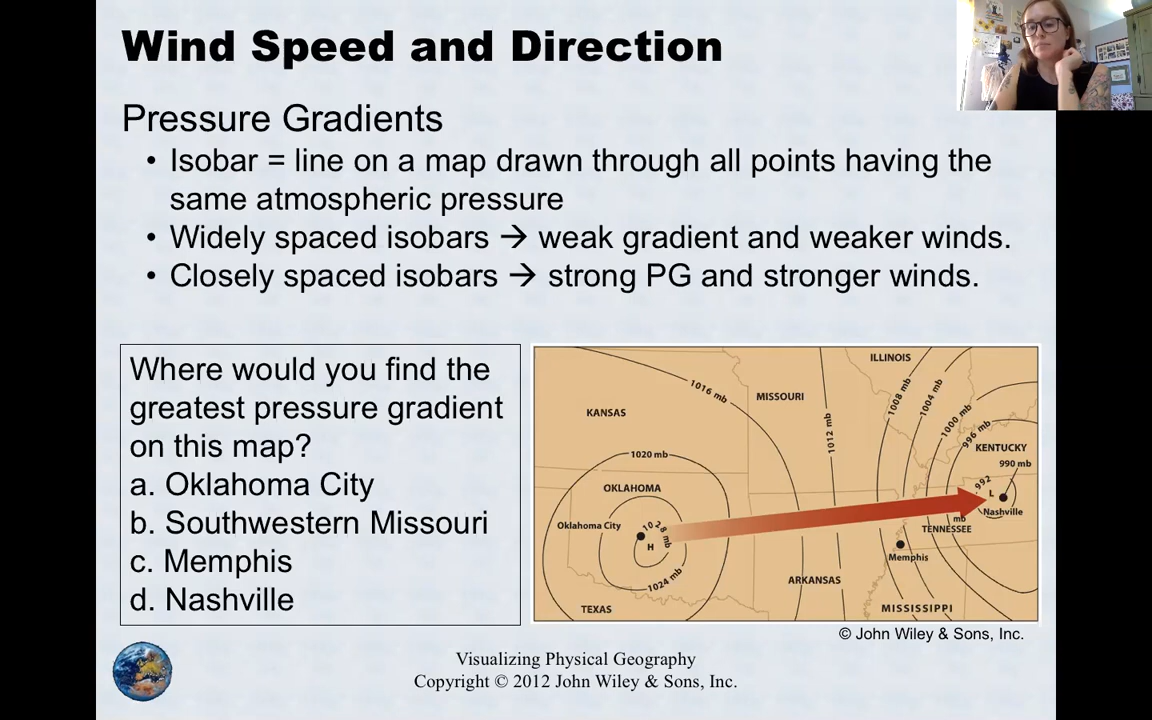 Wind Speed and Direction
Pressure Gradients
• Isobar = line on a map drawn through all points having the
same atmospheric pressure
• Widely spaced isobars → weak gradient and weaker winds.
• Closely spaced isobars → strong PG and stronger winds.
Where would you find the
greatest pressure gradient
on this map?
a. Oklahoma City
b. Southwestern Missouri
c. Memphis
d. Nashville
ILLINOIS
1016 mb
MISSOURI
1008 mb
1004 mb
KANSAS
1012 mb
1000 mb
996 mb
KENTUCKY
1020 mb
990 mb
OKLAHOMA
992
mb
L
Nashville
Oklahoma City
1028 mb
H
TENNESSEE
Memphis
1024 mb
ARKANSAS
TEXAS
MISSISSIPPI
© John Wiley & Sons, Inc.
Visualizing Physical Geography
Copyright © 2012 John Wiley & Sons, Inc.